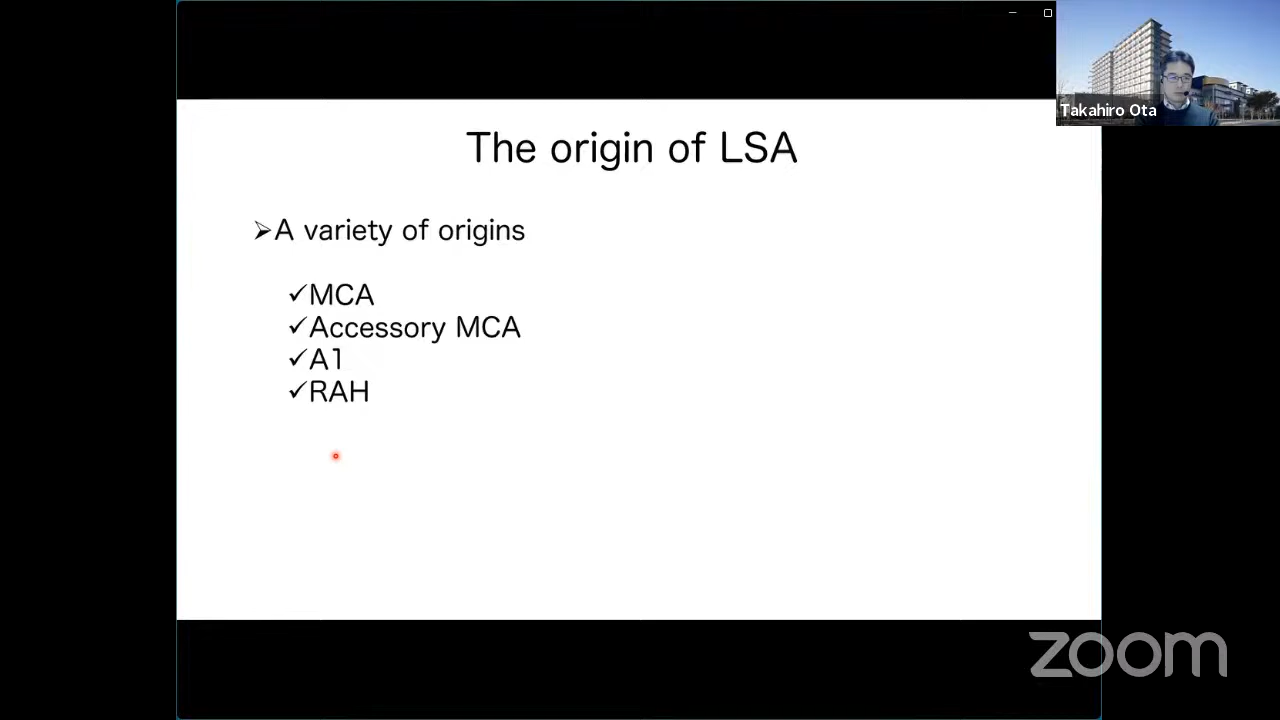 The origin of LSA
A variety of origins
MCA
Accessory MCA
A1
RAH
Takahiro Ota
zoom